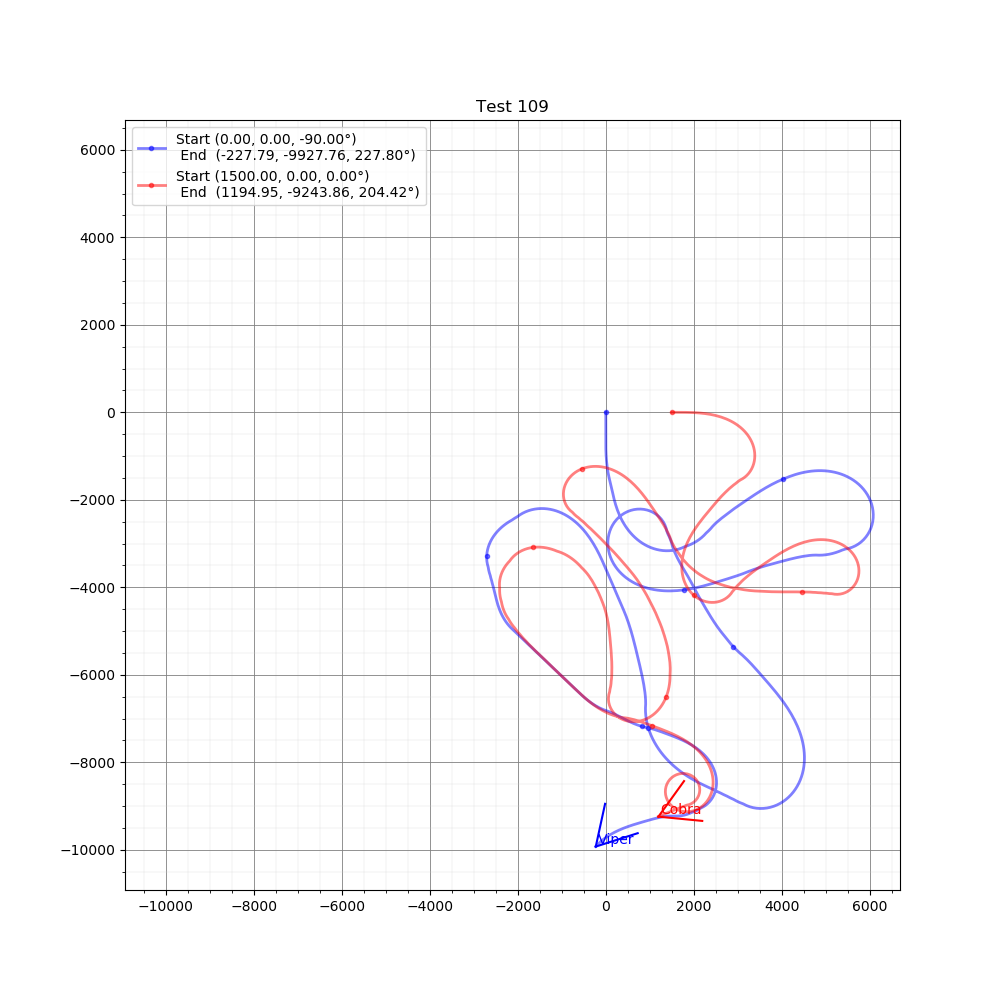 Test 109
Start (0.00, 0.00, -90.00°)
End (-227.79, -9927.76, 227.80°)
Start (1500.00, 0.00, 0.00°)
End (1194.95, -9243.86, 204.42°)
6000
4000
2000
0
−2000
−4000
−6000
−8000
−10000
Cobra
Viper
−10000 −8000 −6000 −4000 −2000 0 2000 4000 6000